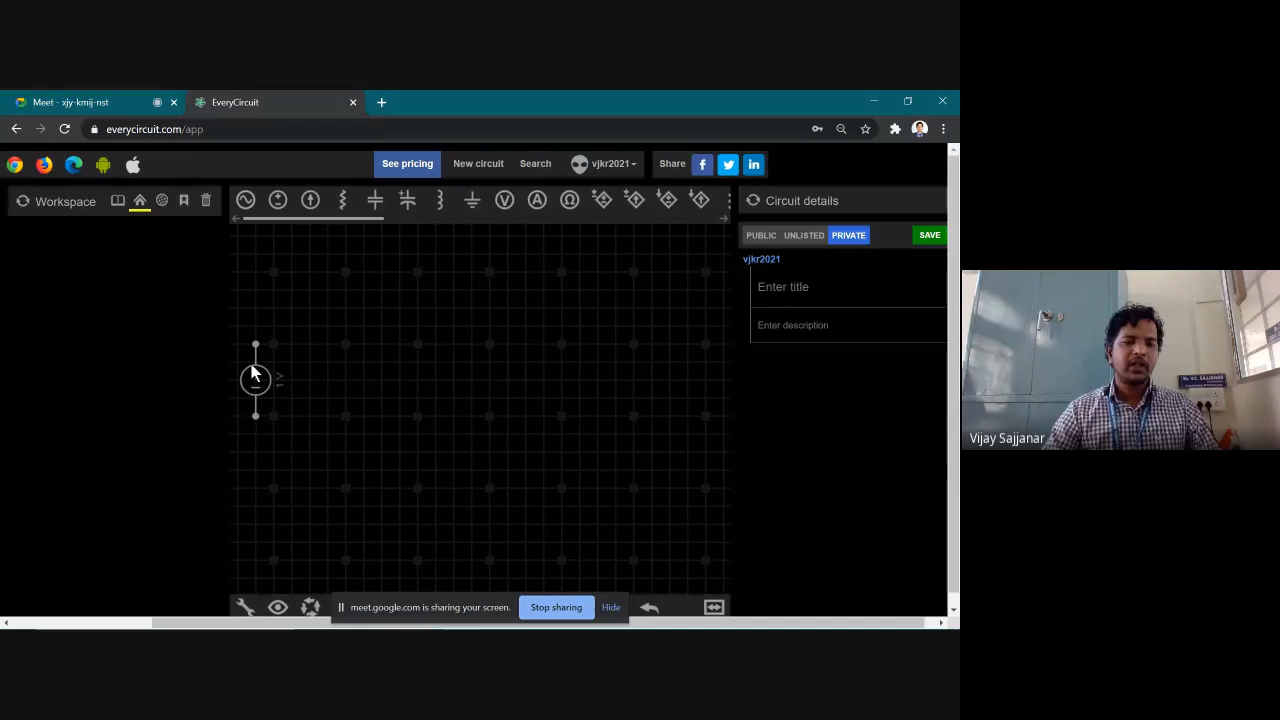 Meet - xjy-kmij-nst
EveryCircuit
everycircuit.com/app
See pricing
New circuit
Search
vjkr2021
Share
Workspace
Circuit details
PUBLIC
UNLISTED
PRIVATE
SAVE
vjkr2021
Enter title
Enter description
meet.google.com is sharing your screen.
Stop sharing
Hide
Vijay Sajjanar